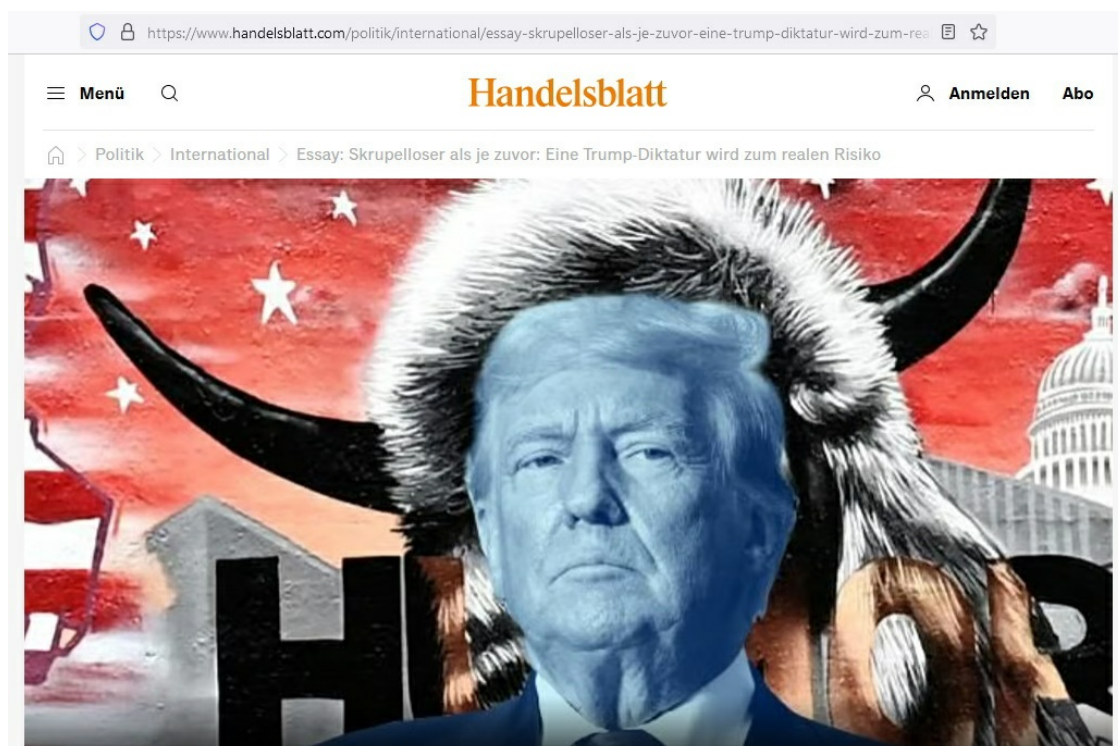 https://www.handelsblatt.com/politik/international/essay-skrupelloser-als-je-zuvor-eine-trump-diktatur-wird-zum-rea
Menü
Handelsblatt
Anmelden
Abo
Politik
International
Essay: Skrupelloser als je zuvor: Eine Trump-Diktatur wird zum realen Risiko